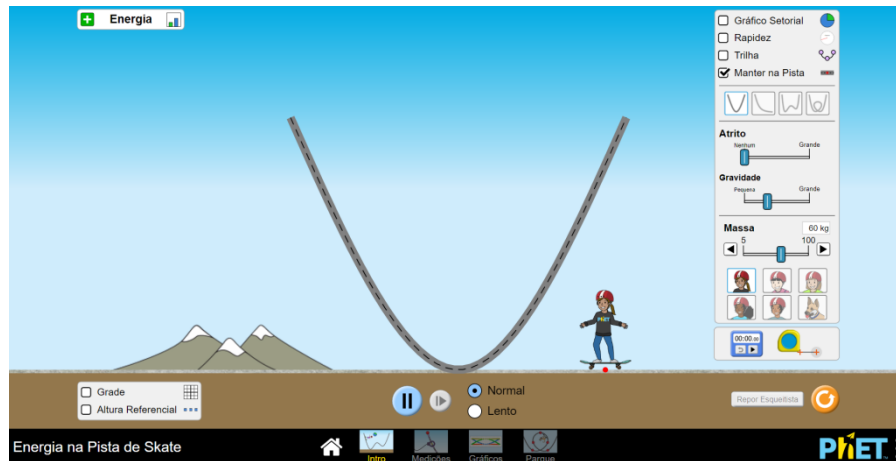 Energia
Gráfico Setorial
Rapidez
Trilha
Manter na Pista
Atrito
Nenhum Grande
Gravidade
Pequena Grande
Massa 60 kg
5 100
00:00.00
PhET
Grade
Altura Referencial
Normal
Lento
Repor Esqueitista
Energia na Pista de Skate
Intro
Medições
Gráficos
Parque
PhET